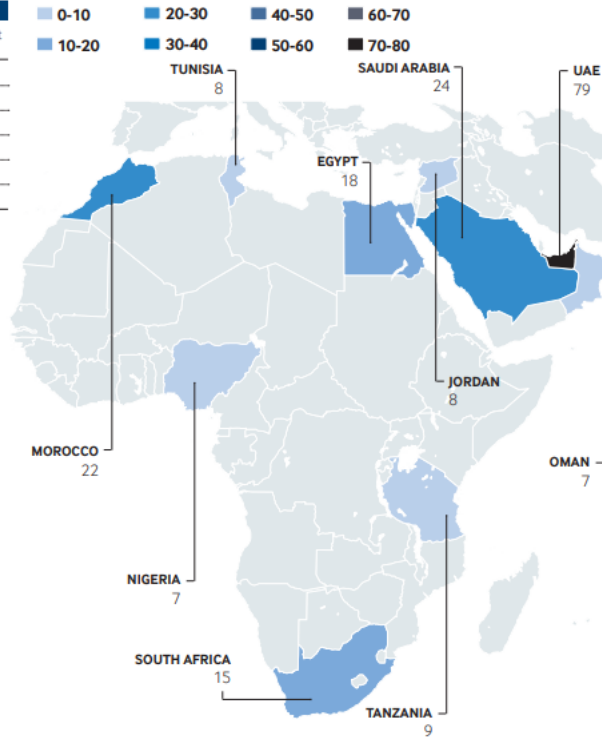 0-10 20-30 40-50 60-70
10-20 30-40 50-60 70-80
TUNISIA
8
SAUDI ARABIA
24
UAE
79
EGYPT
18
JORDAN
8
MOROCCO
22
OMAN
7
NIGERIA
7
SOUTH AFRICA
15
TANZANIA
9